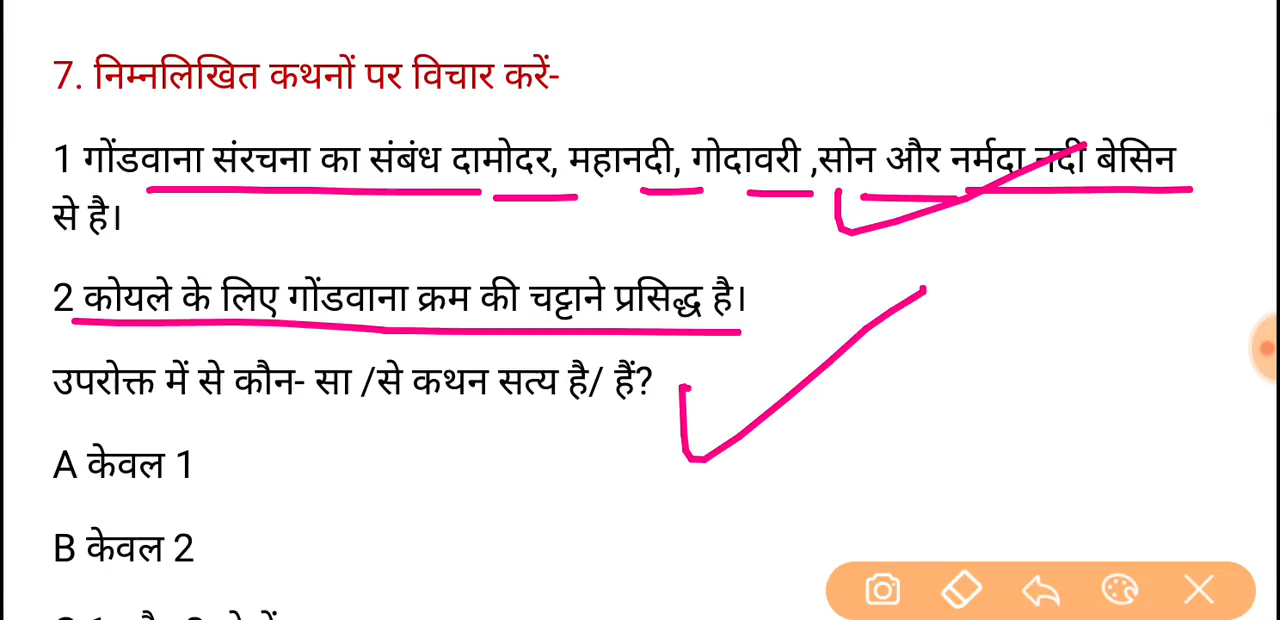 7. निम्नलिखित कथनों पर विचार करें-
1 गोंडवाना संरचना का संबंध दामोदर, महानदी, गोदावरी ,सोन और नर्मदा नदी बेसिन
से है।
2 कोयले के लिए गोंडवाना क्रम की चट्टाने प्रसिद्ध है।
उपरोक्त में से कौन- सा /से कथन सत्य है/ हैं?
A केवल 1
B केवल 2